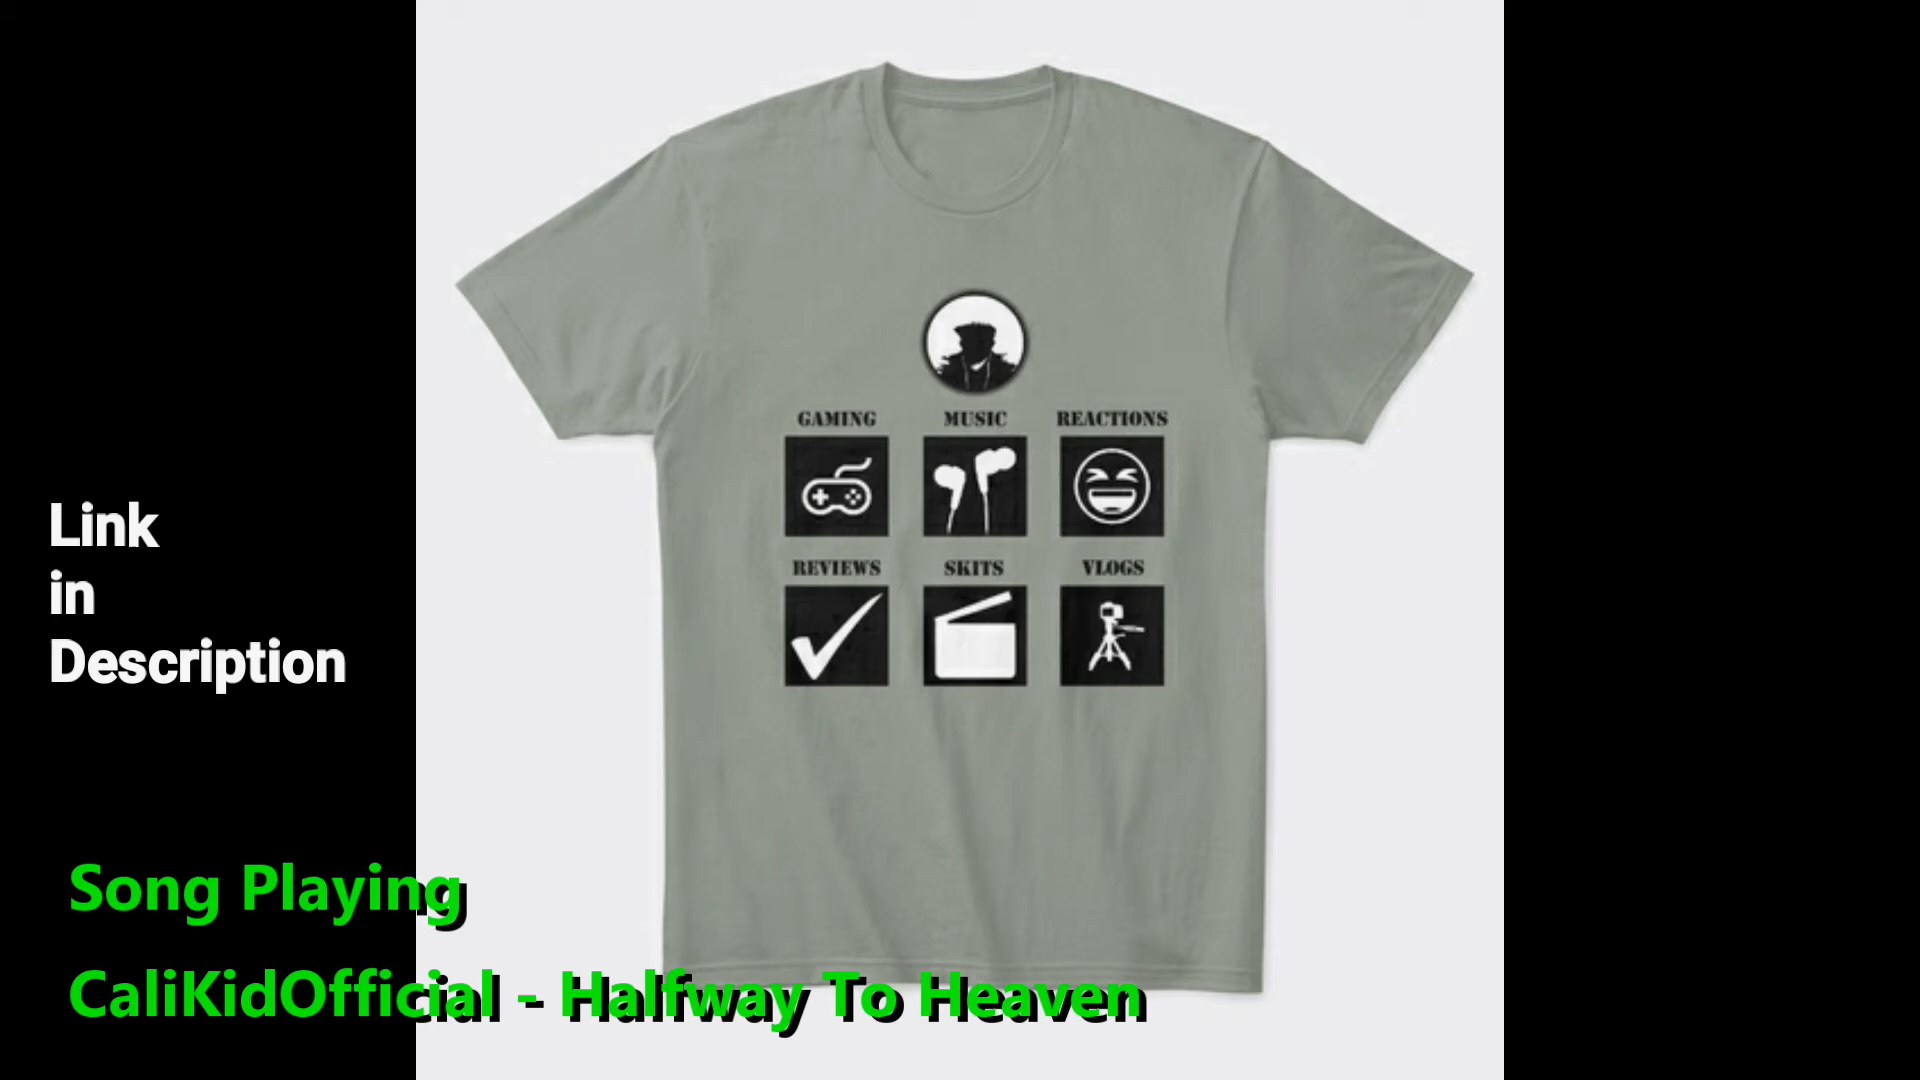 GAMING MUSIC REACTIONS
REVIEWS SKITS VLOGS
Link
in
Description
Song Playing
CaliKidOfficial - Halfway To Heaven